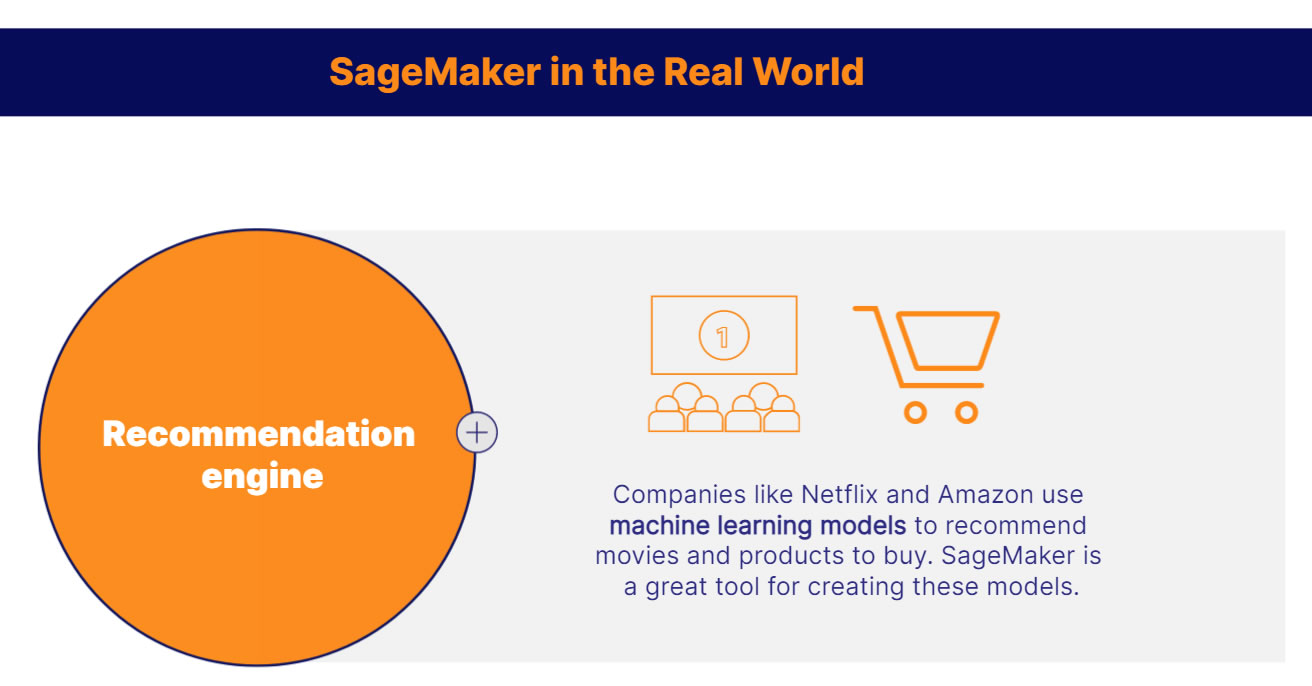 SageMaker in the Real World
Recommendation
engine
1
Companies like Netflix and Amazon use
machine learning models to recommend
movies and products to buy. SageMaker is
a great tool for creating these models.